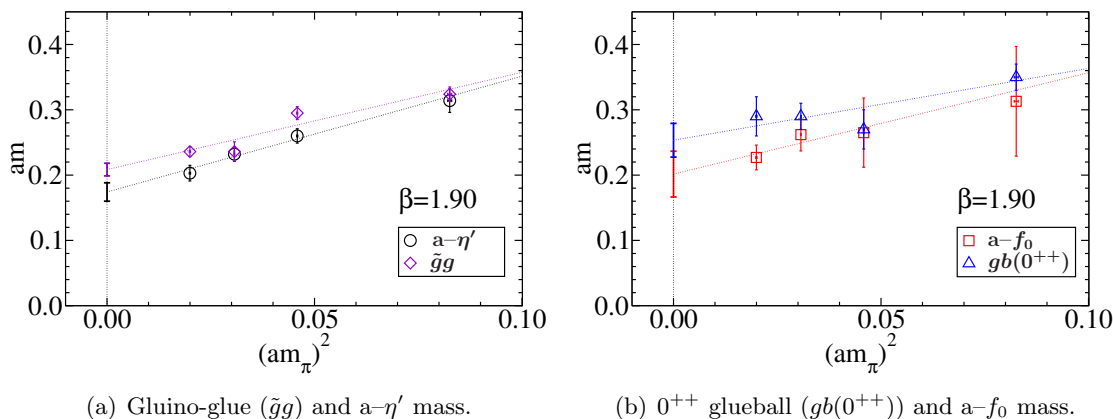 0.4
0.3
0.2
0.1
0.0
am
β=1.90
a–η′
g̃g
0.00
0.05
0.10
(am_π)²
(a) Gluino-glue (g̃g) and a–η′ mass.
0.4
0.3
0.2
0.1
0.0
am
β=1.90
a–f₀
gb(0⁺⁺)
0.00
0.05
0.10
(am_π)²
(b) 0⁺⁺ glueball (gb(0⁺⁺)) and a–f₀ mass.